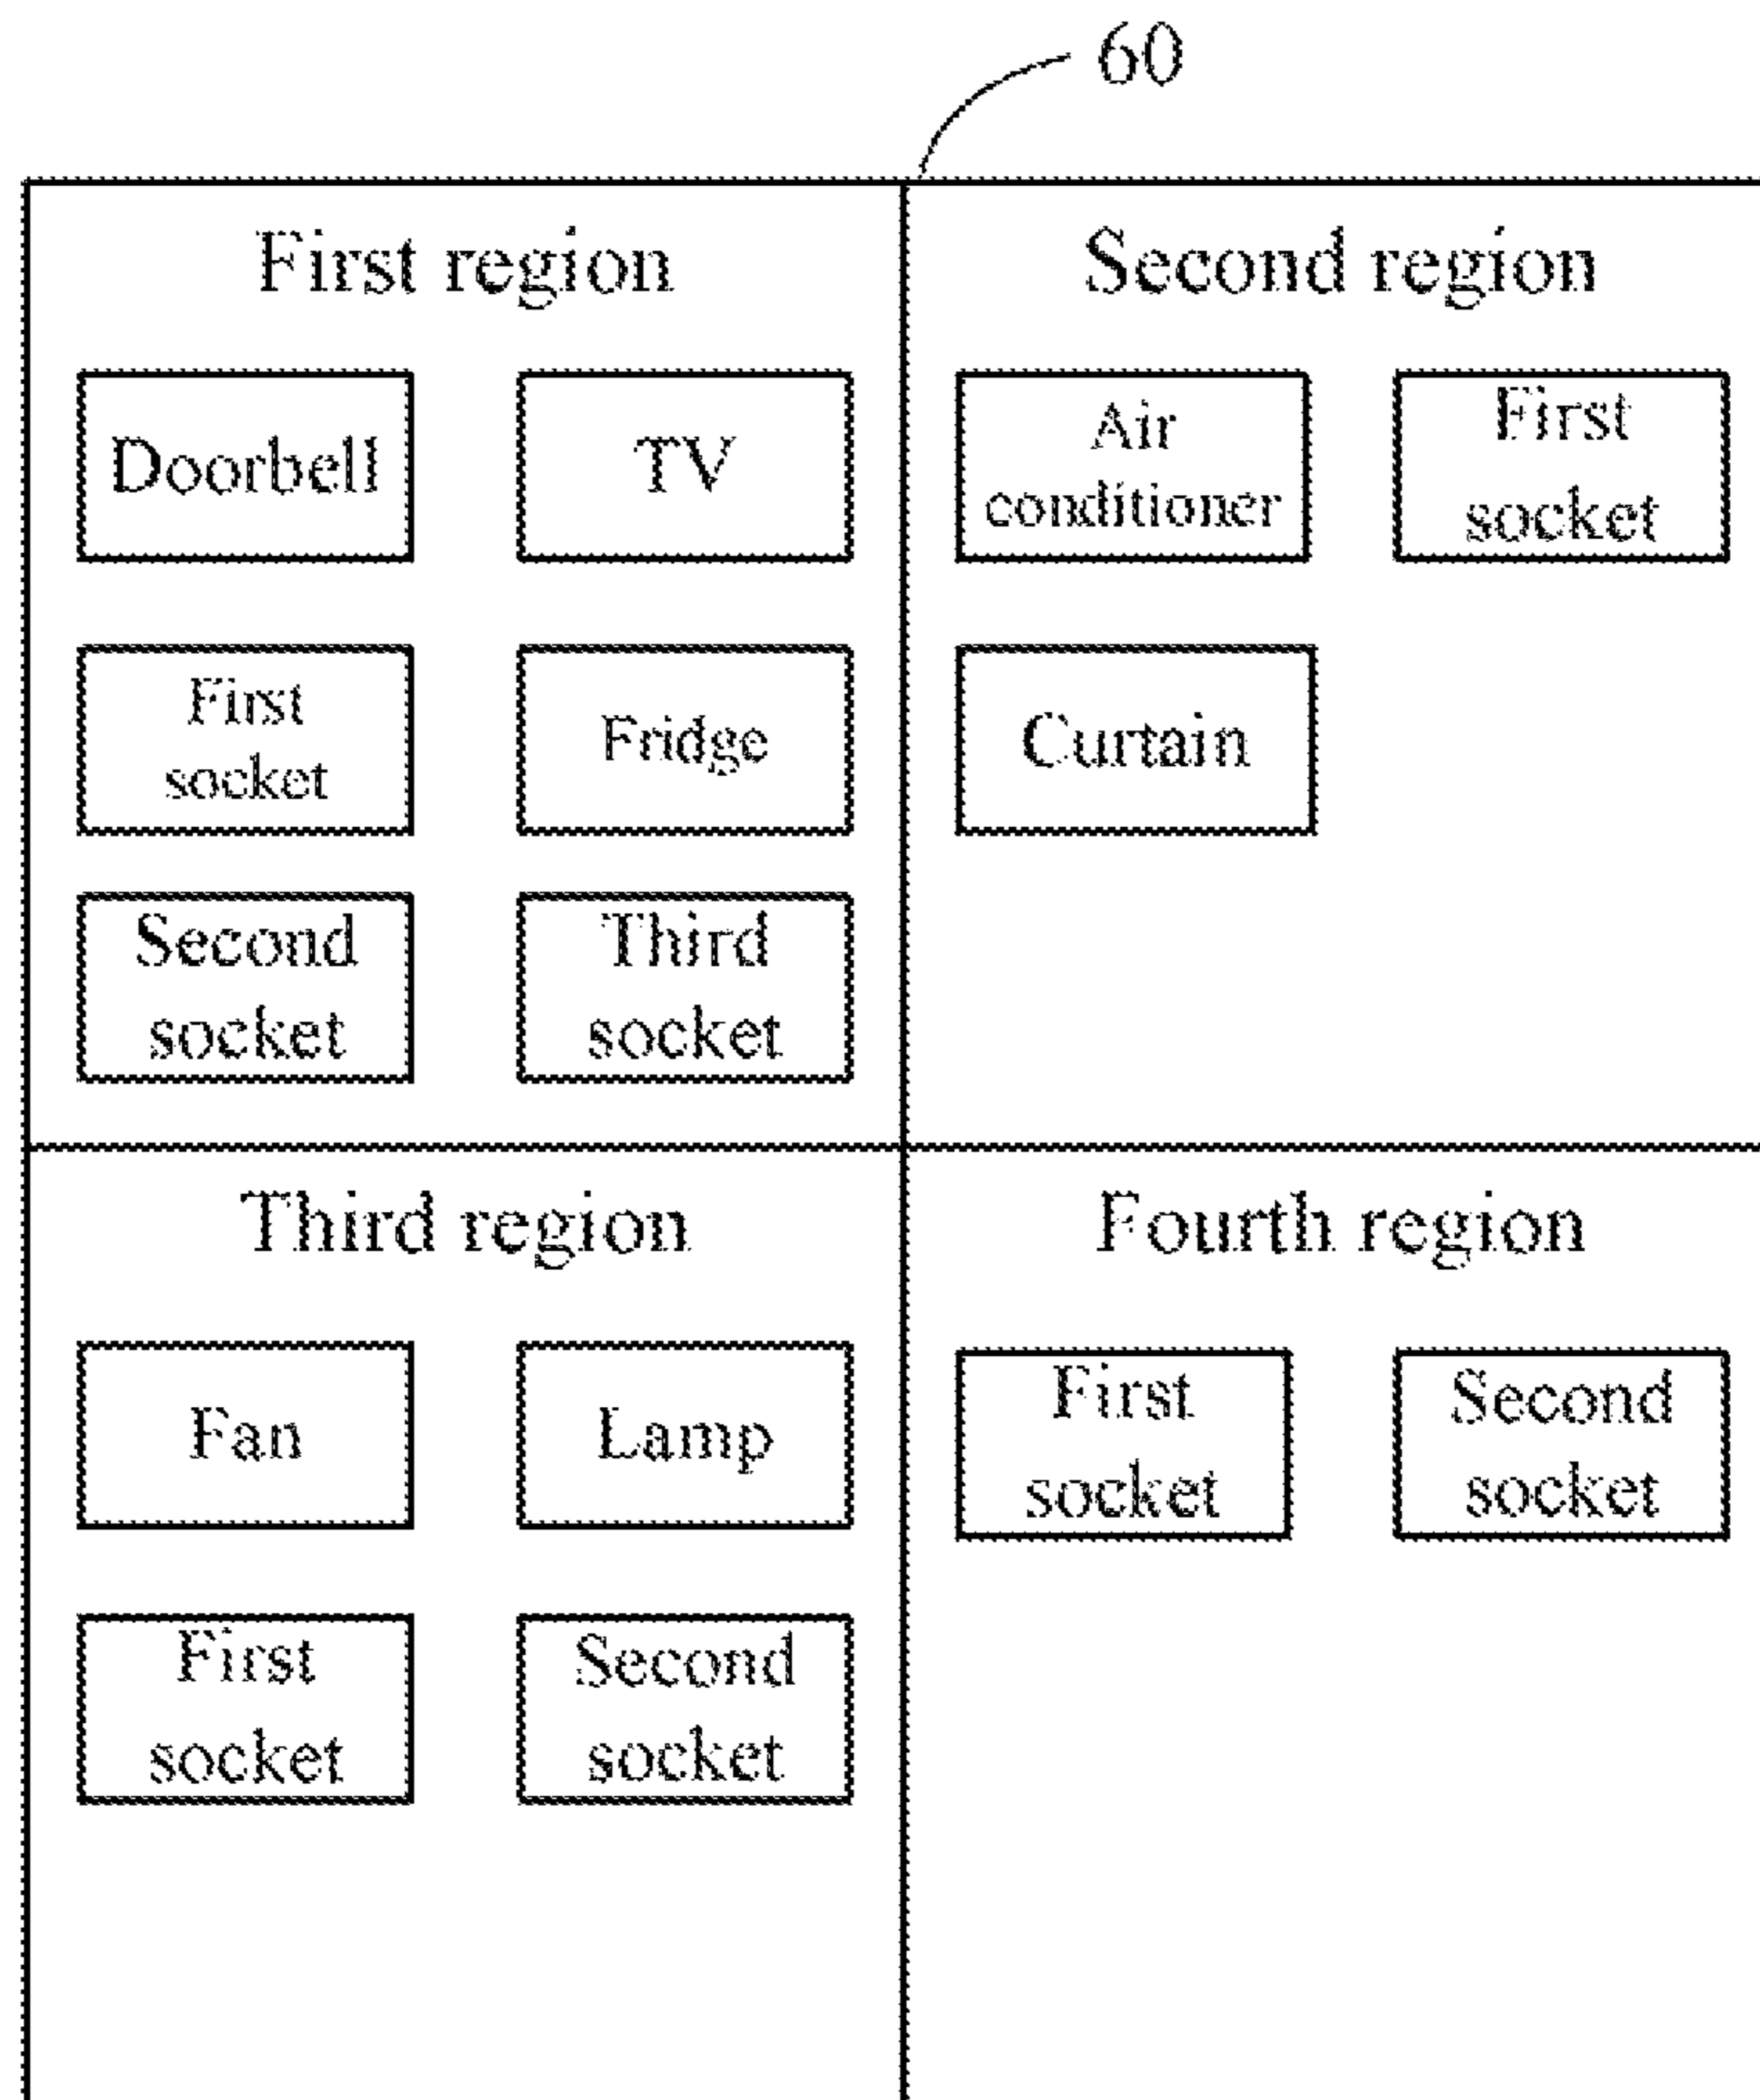 60
First region
Doorbell
TV
First
socket
Fridge
Second
socket
Third
socket
Second region
Air
conditioner
First
socket
Curtain
Third region
Fan
Lamp
First
socket
Second
socket
Fourth region
First
socket
Second
socket